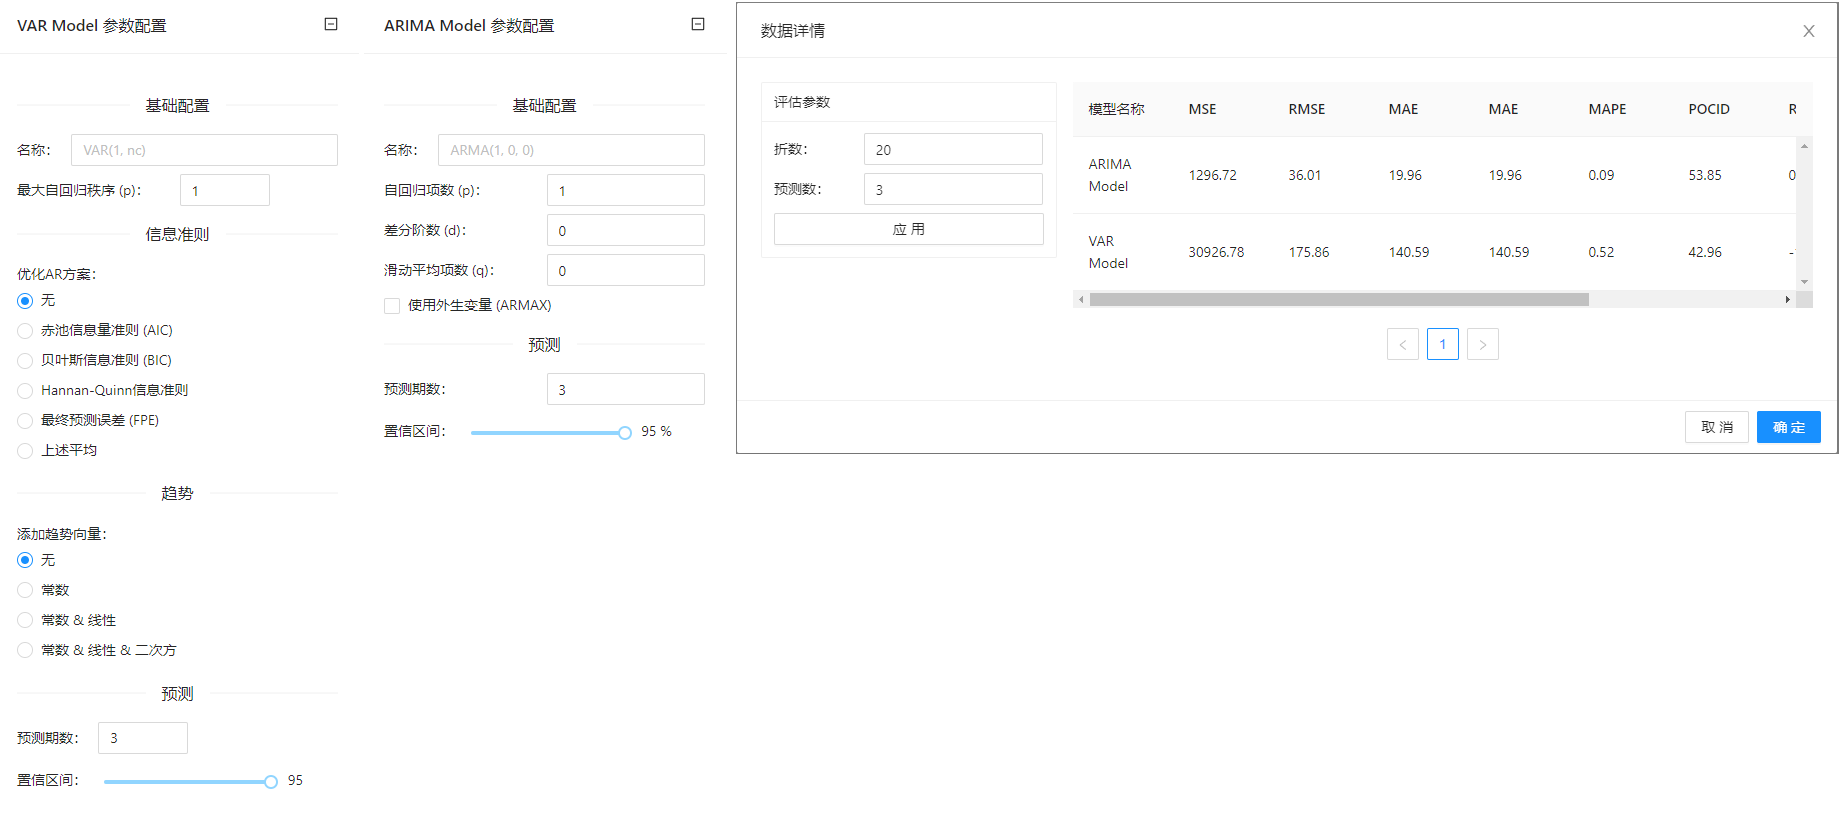 VAR Model 参数配置
基础配置
名称：
VAR(1, nc)
最大自回归秩序 (p)：
1
信息准则
优化AR方案：
无
赤池信息量准则 (AIC)
贝叶斯信息准则 (BIC)
Hannan-Quinn信息准则
最终预测误差 (FPE)
上述平均
趋势
添加趋势向量：
无
常数
常数 & 线性
常数 & 线性 & 二次方
预测
预测期数：
3
置信区间：
95
ARIMA Model 参数配置
基础配置
名称：
ARMA(1, 0, 0)
自回归项数 (p)：
1
差分阶数 (d)：
0
滑动平均项数 (q)：
0
使用外生变量 (ARMAX)
预测
预测期数：
3
置信区间：
95 %
数据详情
评估参数
折数：
20
预测数：
3
应 用
模型名称 MSE RMSE MAE MAE MAPE POCID R
ARIMA Model 1296.72 36.01 19.96 19.96 0.09 53.85 0
VAR Model 30926.78 175.86 140.59 140.59 0.52 42.96 -
< 1 >
取 消
确 定